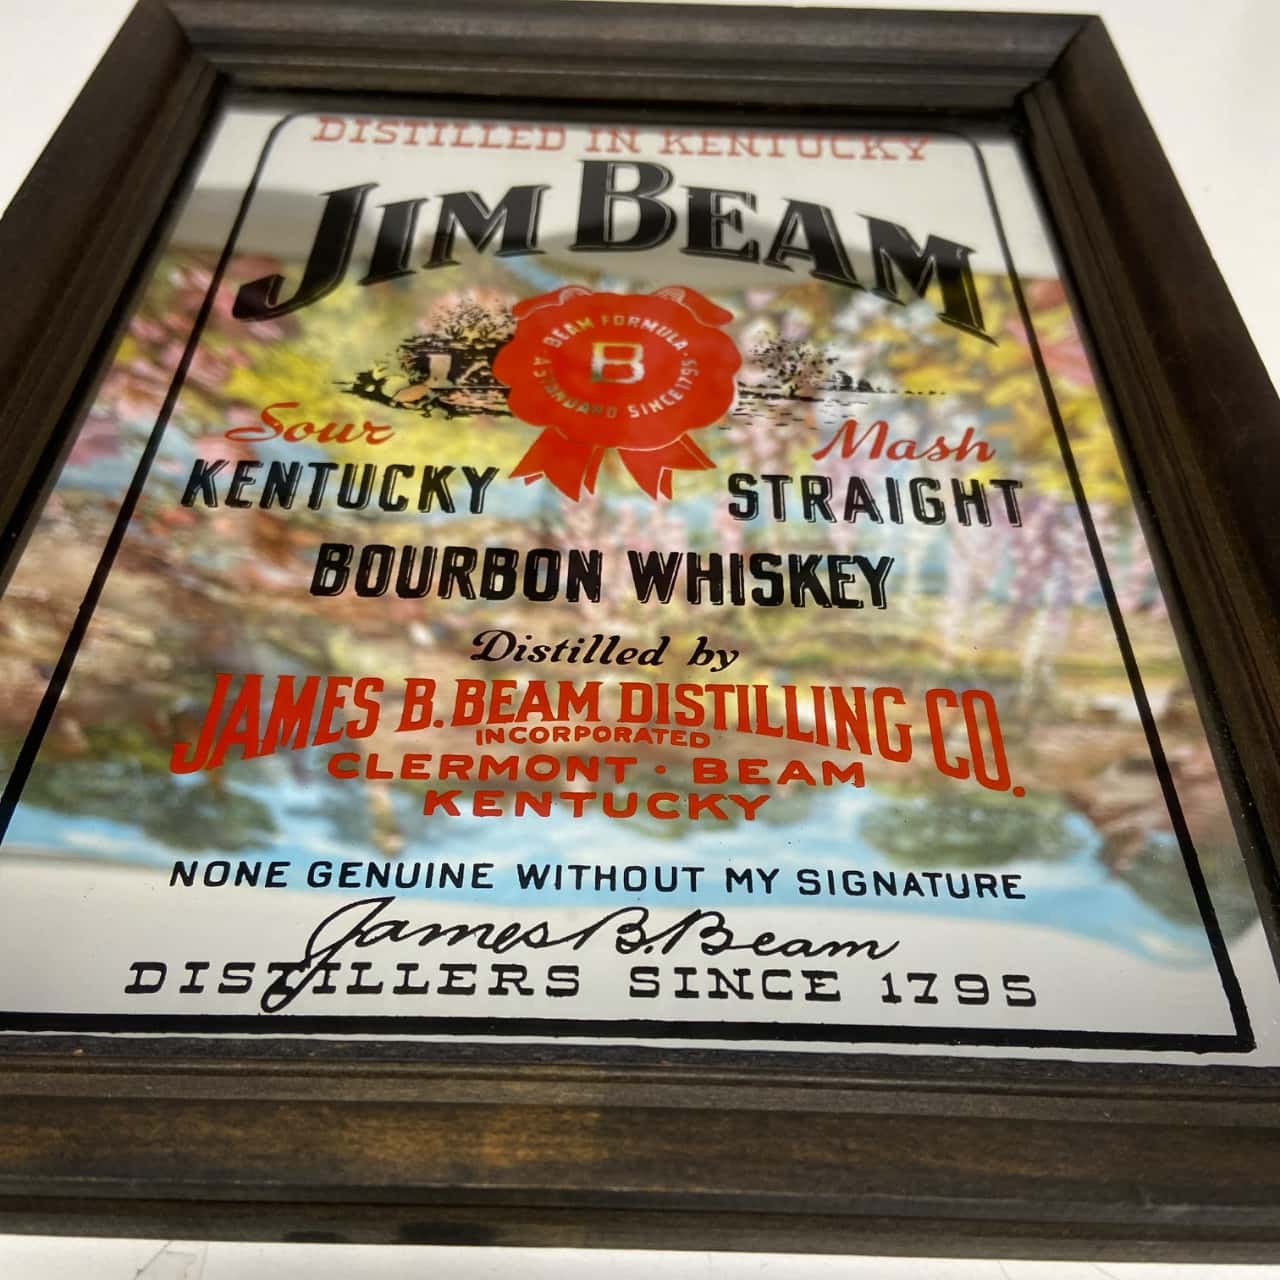 DISTILLED IN KENTUCKY
JIM BEAM
BEAM FORMULA
B
A STANDARD SINCE 1795
Sour Mash
KENTUCKY STRAIGHT
BOURBON WHISKEY
Distilled by
JAMES B. BEAM DISTILLING CO.
INCORPORATED
CLERMONT · BEAM
KENTUCKY
NONE GENUINE WITHOUT MY SIGNATURE
James B. Beam
DISTILLERS SINCE 1795